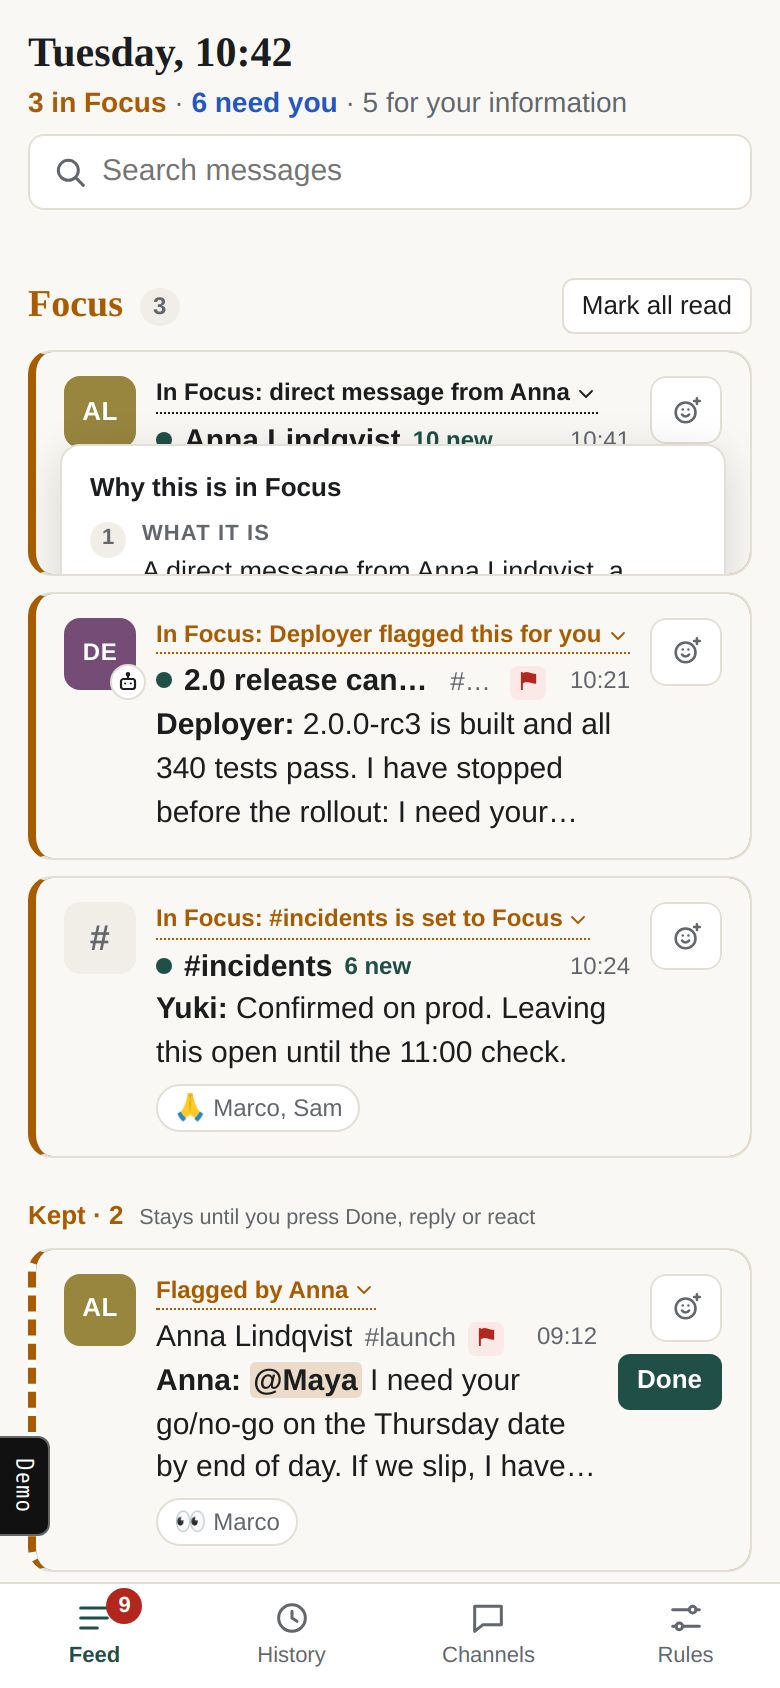 Tuesday, 10:42
3 in Focus · 6 need you · 5 for your information
Search messages
Focus 3
Mark all read
AL
In Focus: direct message from Anna
Anna Lindqvist 10 new 10:41
Why this is in Focus
1 WHAT IT IS
A direct message from Anna Lindqvist, a
DE
In Focus: Deployer flagged this for you
2.0 release can… #… 10:21
Deployer: 2.0.0-rc3 is built and all
340 tests pass. I have stopped
before the rollout: I need your…
#
In Focus: #incidents is set to Focus
#incidents 6 new 10:24
Yuki: Confirmed on prod. Leaving
this open until the 11:00 check.
🙏 Marco, Sam
Kept · 2 Stays until you press Done, reply or react
AL
Flagged by Anna
Anna Lindqvist #launch 09:12
Anna: @Maya I need your
go/no-go on the Thursday date
by end of day. If we slip, I have…
Done
👀 Marco
Demo
9
Feed
History
Channels
Rules